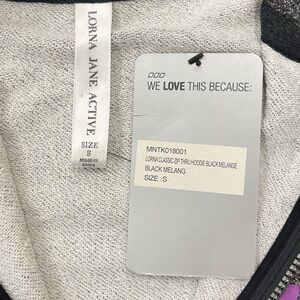 LORNA JANE ACTIVE
SIZE
S
Made in
China
WE LOVE THIS BECAUSE:
MNTK018001
LORNA CLASSIC ZIP THRU HOODIE BLACK MELANGE
BLACK MELANG
SIZE :S